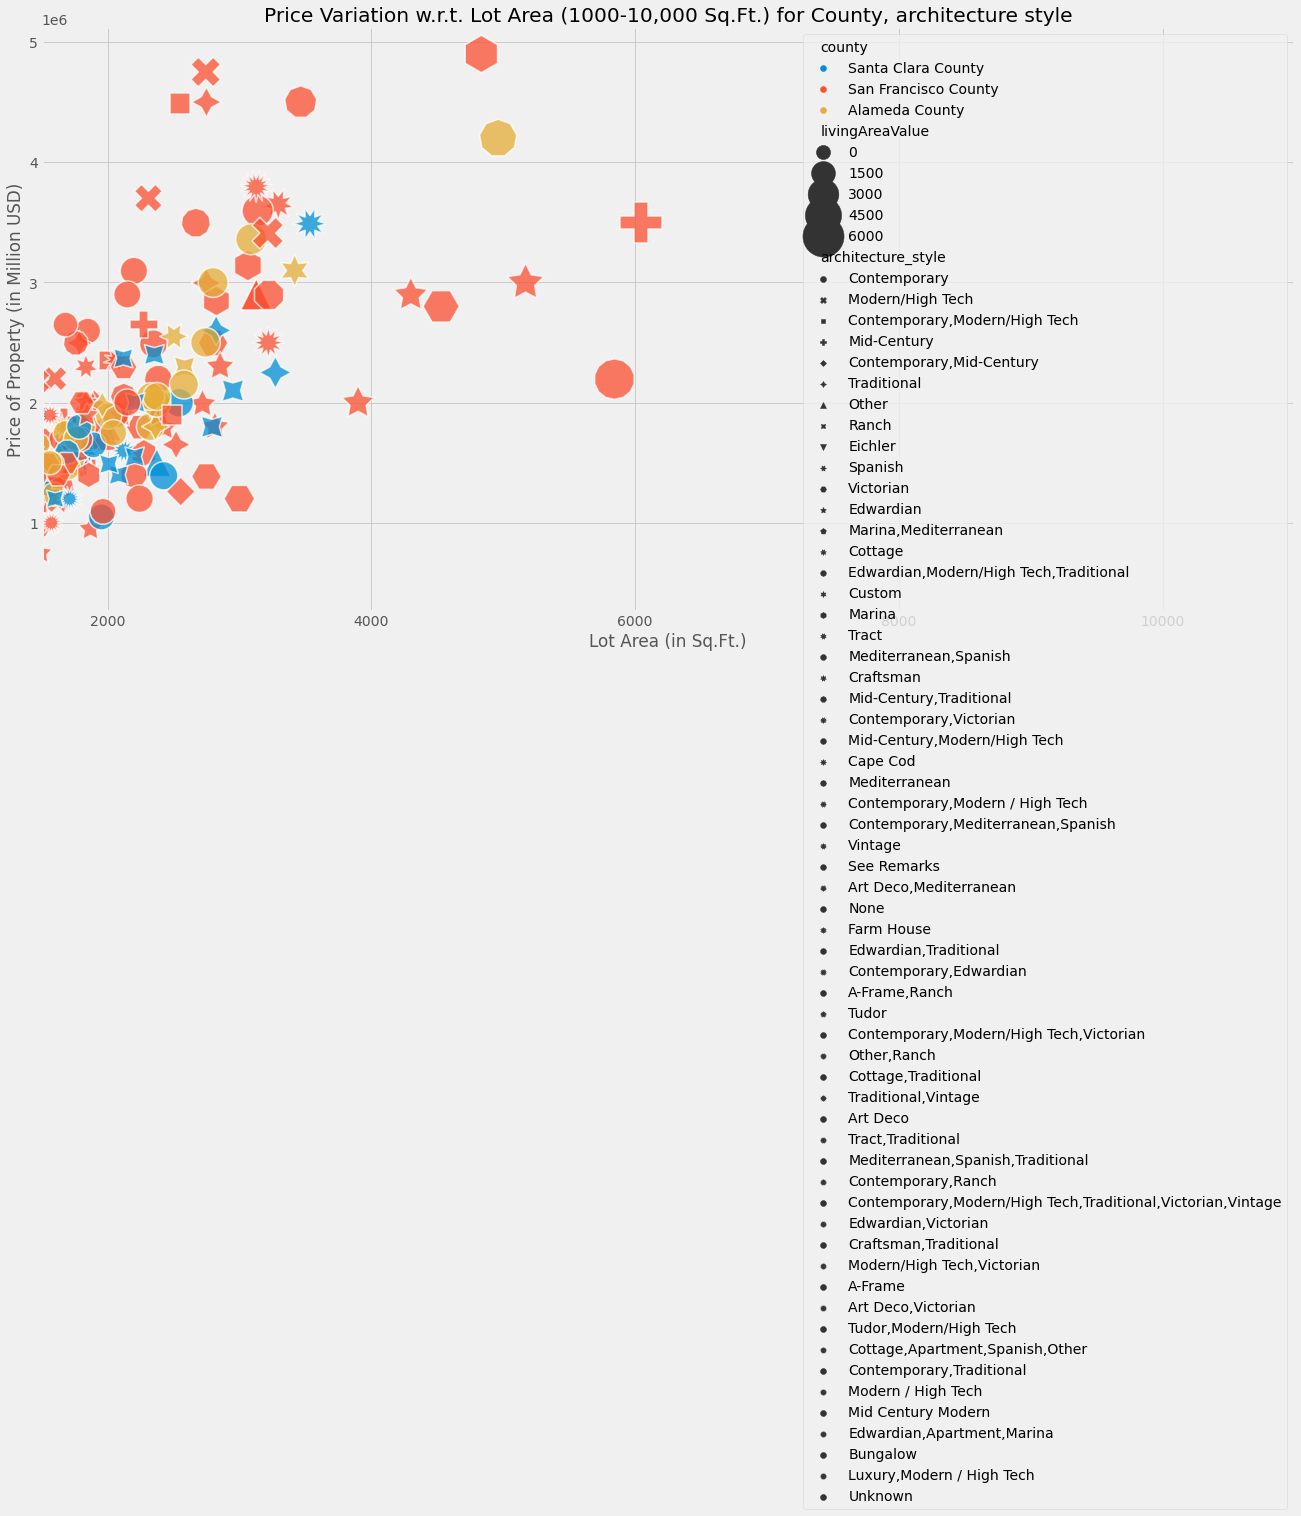 Price Variation w.r.t. Lot Area (1000-10,000 Sq.Ft.) for County, architecture style
1e6
5
4
3
2
1
Price of Property (in Million USD)
2000
4000
6000
8000
10000
Lot Area (in Sq.Ft.)
county
Santa Clara County
San Francisco County
Alameda County
livingAreaValue
0
1500
3000
4500
6000
architecture_style
Contemporary
Modern/High Tech
Contemporary,Modern/High Tech
Mid-Century
Contemporary,Mid-Century
Traditional
Other
Ranch
Eichler
Spanish
Victorian
Edwardian
Marina,Mediterranean
Cottage
Edwardian,Modern/High Tech,Traditional
Custom
Marina
Tract
Mediterranean,Spanish
Craftsman
Mid-Century,Traditional
Contemporary,Victorian
Mid-Century,Modern/High Tech
Cape Cod
Mediterranean
Contemporary,Modern / High Tech
Contemporary,Mediterranean,Spanish
Vintage
See Remarks
Art Deco,Mediterranean
None
Farm House
Edwardian,Traditional
Contemporary,Edwardian
A-Frame,Ranch
Tudor
Contemporary,Modern/High Tech,Victorian
Other,Ranch
Cottage,Traditional
Traditional,Vintage
Art Deco
Tract,Traditional
Mediterranean,Spanish,Traditional
Contemporary,Ranch
Contemporary,Modern/High Tech,Traditional,Victorian,Vintage
Edwardian,Victorian
Craftsman,Traditional
Modern/High Tech,Victorian
A-Frame
Art Deco,Victorian
Tudor,Modern/High Tech
Cottage,Apartment,Spanish,Other
Contemporary,Traditional
Modern / High Tech
Mid Century Modern
Edwardian,Apartment,Marina
Bungalow
Luxury,Modern / High Tech
Unknown